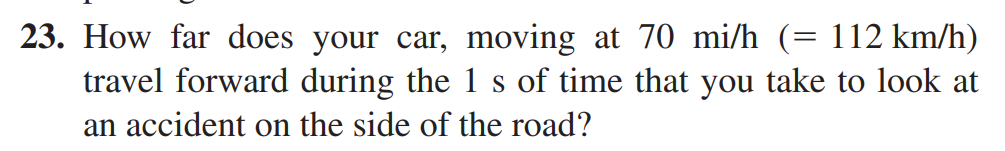 23. How far does your car, moving at 70 mi/h (= 112 km/h)
travel forward during the 1 s of time that you take to look at
an accident on the side of the road?